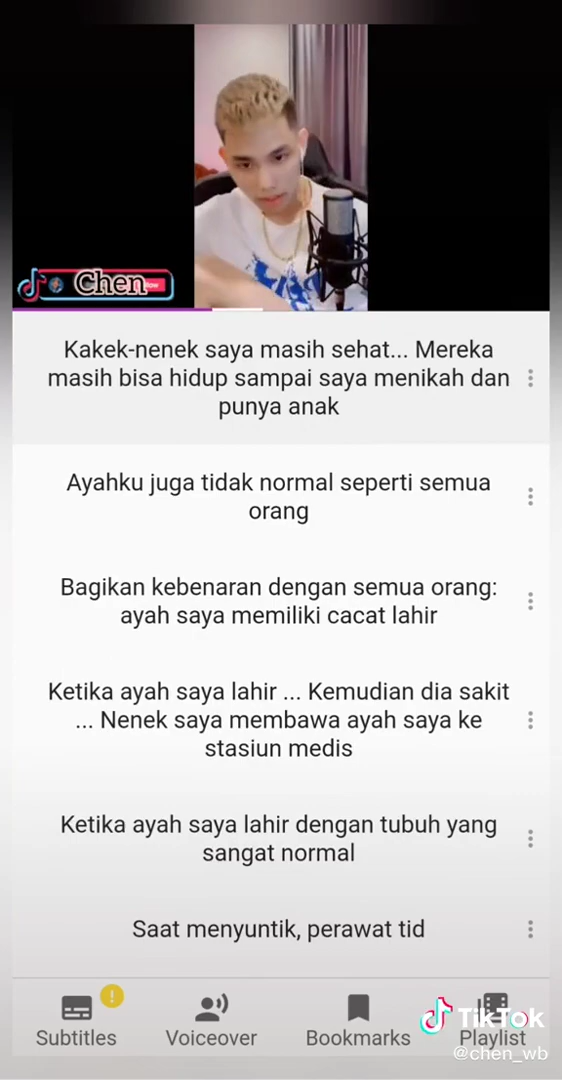 Chen
Kakek-nenek saya masih sehat... Mereka
masih bisa hidup sampai saya menikah dan
punya anak
Ayahku juga tidak normal seperti semua
orang
Bagikan kebenaran dengan semua orang:
ayah saya memiliki cacat lahir
Ketika ayah saya lahir ... Kemudian dia sakit
... Nenek saya membawa ayah saya ke
stasiun medis
Ketika ayah saya lahir dengan tubuh yang
sangat normal
Saat menyuntik, perawat tid
Subtitles
Voiceover
Bookmarks
Playlist
TikTok
@chen_wb